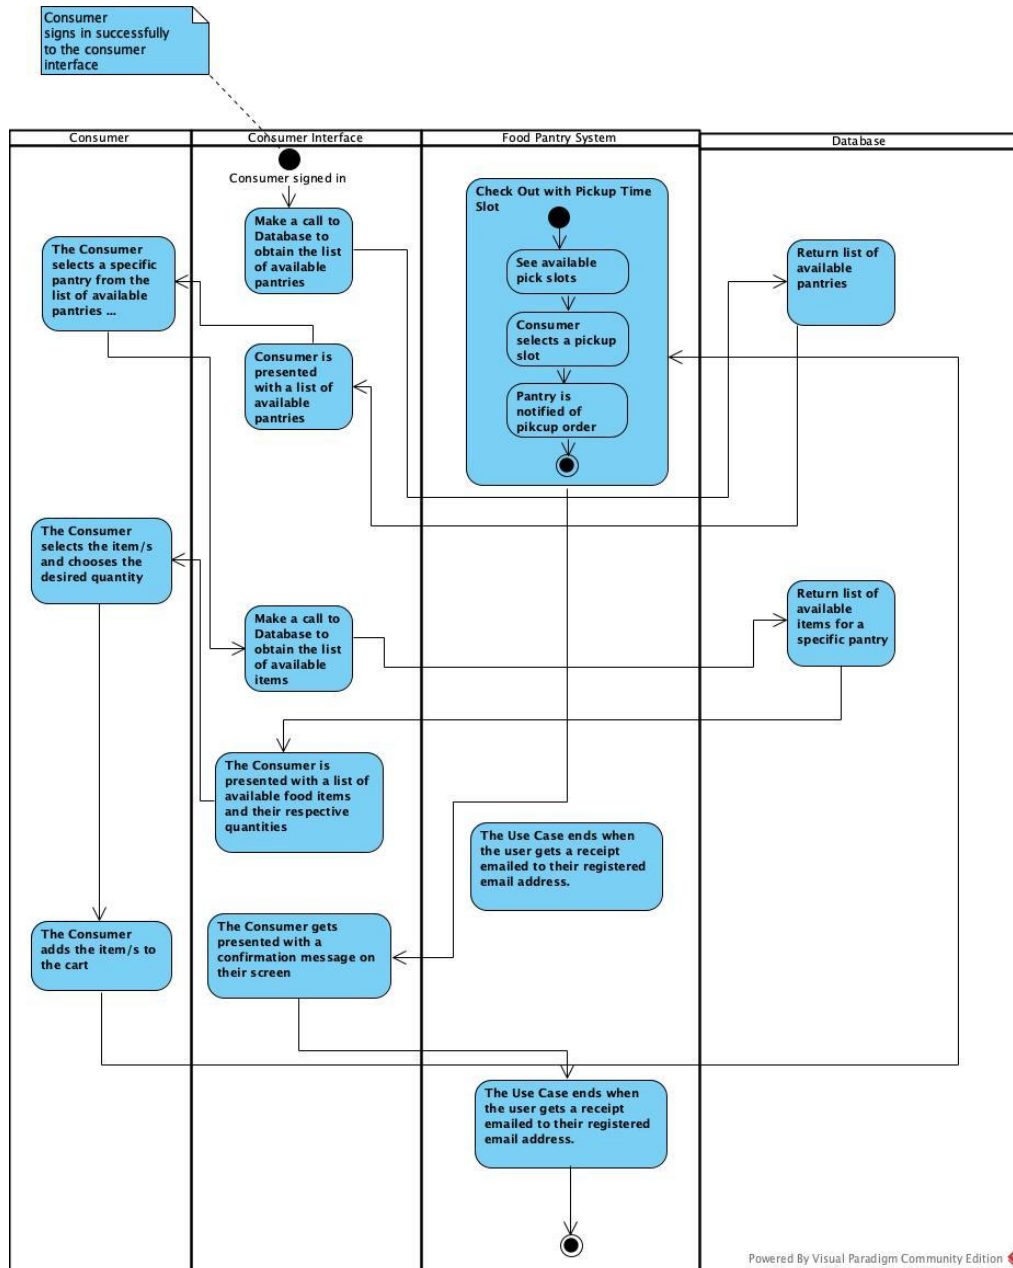 Consumer
signs in successfully
to the consumer
interface
Consumer
Consumer Interface
Food Pantry System
Database
Consumer signed in
Make a call to
Database to
obtain the list
of available
pantries
Check Out with Pickup Time
Slot
See available
pick slots
Consumer
selects a pickup
slot
Pantry is
notified of
pikcup order
Return list of
available
pantries
The Consumer
selects a specific
pantry from the
list of available
pantries ...
Consumer is
presented
with a list of
available
pantries
The Consumer
selects the item/s
and chooses the
desired quantity
Make a call to
Database to
obtain the list
of available
items
Return list of
available
items for a
specific pantry
The Consumer is
presented with a list of
available food items
and their respective
quantities
The Use Case ends when
the user gets a receipt
emailed to their registered
email address.
The Consumer
adds the item/s to
the cart
The Consumer gets
presented with a
confirmation message on
their screen
The Use Case ends when
the user gets a receipt
emailed to their registered
email address.
Powered By Visual Paradigm Community Edition